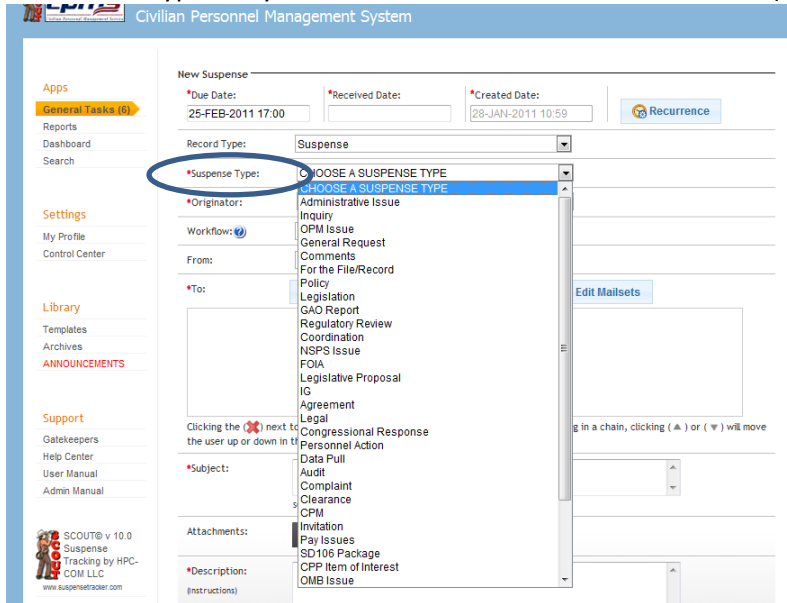 cpms
Civilian Personnel Management System
New Suspense
Apps
General Tasks (6)
Reports
Dashboard
Search
Settings
My Profile
Control Center
Library
Templates
Archives
ANNOUNCEMENTS
Support
Gatekeepers
Help Center
User Manual
Admin Manual
SCOUT® v 10.0
Suspense
Tracking by HPC-
COM LLC
www.suspensetracker.com
*Due Date: *Received Date: *Created Date:
25-FEB-2011 17:00 28-JAN-2011 10:59 Recurrence
Record Type: Suspense
*Suspense Type: CHOOSE A SUSPENSE TYPE
CHOOSE A SUSPENSE TYPE
Administrative Issue
Inquiry
OPM Issue
General Request
Comments
For the File/Record
Policy
Legislation
GAO Report
Regulatory Review
Coordination
NSPS Issue
FOIA
Legislative Proposal
IG
Agreement
Legal
Congressional Response
Personnel Action
Data Pull
Audit
Complaint
Clearance
CPM
Invitation
Pay Issues
SD106 Package
CPP Item of Interest
OMB Issue
*Originator:
Workflow:
From:
*To: Edit Mailsets
Clicking the ( ) next g in a chain, clicking ( ▲ ) or ( ▼ ) will move
the user up or down in
*Subject:
Attachments:
*Description:
(Instructions)